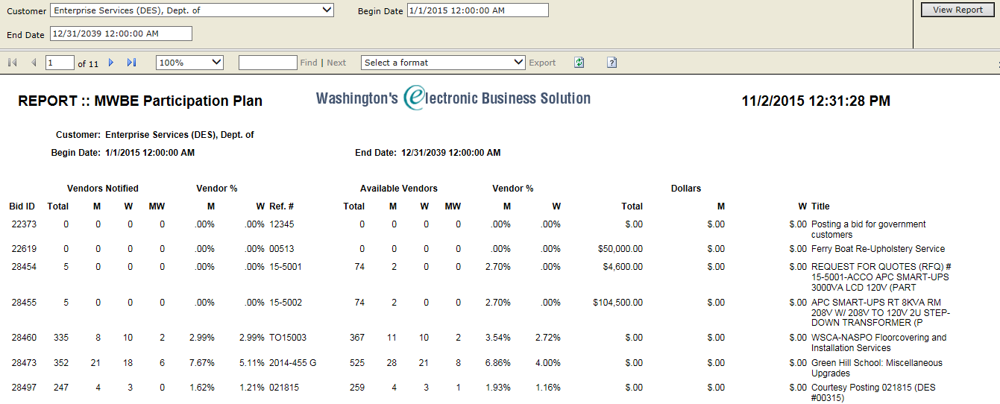 Customer Enterprise Services (DES), Dept. of Begin Date 1/1/2015 12:00:00 AM View Report
End Date 12/31/2039 12:00:00 AM
1 of 11 100% Find | Next Select a format Export
REPORT :: MWBE Participation Plan Washington's electronic Business Solution 11/2/2015 12:31:28 PM
Customer: Enterprise Services (DES), Dept. of
Begin Date: 1/1/2015 12:00:00 AM End Date: 12/31/2039 12:00:00 AM
Vendors Notified Vendor % Available Vendors Vendor % Dollars
Bid ID Total M W MW M W Ref. # Total M W MW M W Total M W Title
22373 0 0 0 0 .00% .00% 12345 0 0 0 0 .00% .00% $.00 $.00 $.00 Posting a bid for government
customers
22619 0 0 0 0 .00% .00% 00513 0 0 0 0 .00% .00% $50,000.00 $.00 $.00 Ferry Boat Re-Upholstery Service
28454 5 0 0 0 .00% .00% 15-5001 74 2 0 0 2.70% .00% $4,600.00 $.00 $.00 REQUEST FOR QUOTES (RFQ) #
15-5001-ACCO APC SMART-UPS
3000VA LCD 120V (PART
28455 5 0 0 0 .00% .00% 15-5002 74 2 0 0 2.70% .00% $104,500.00 $.00 $.00 APC SMART-UPS RT 8KVA RM
208V W/ 208V TO 120V 2U STEP-
DOWN TRANSFORMER (P
28460 335 8 10 2 2.99% 2.99% TO15003 367 11 10 2 3.54% 2.72% $.00 $.00 $.00 WSCA-NASPO Floorcovering and
Installation Services
28473 352 21 18 6 7.67% 5.11% 2014-455 G 525 28 21 8 6.86% 4.00% $.00 $.00 $.00 Green Hill School: Miscellaneous
Upgrades
28497 247 4 3 0 1.62% 1.21% 021815 259 4 3 1 1.93% 1.16% $.00 $.00 $.00 Courtesy Posting 021815 (DES
#00315)